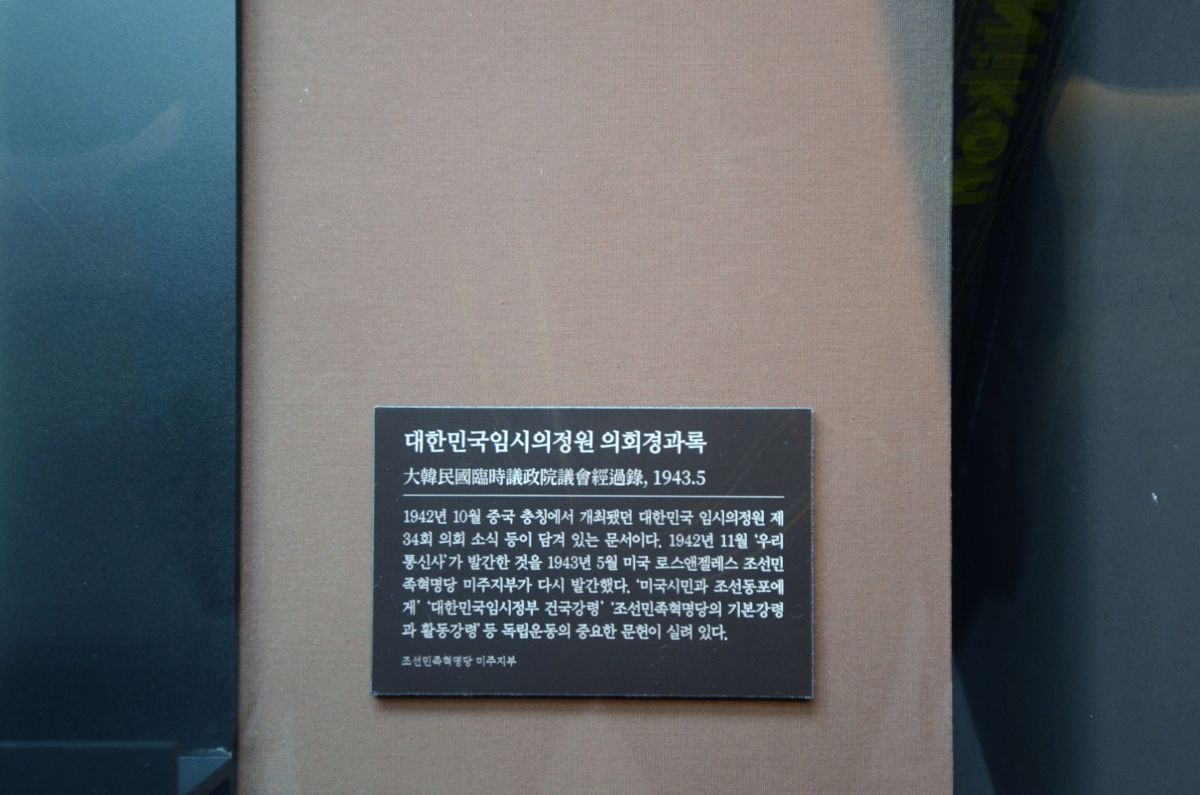 대한민국임시의정원 의회경과록
大韓民國臨時議政院議會經過錄, 1943.5
1942년 10월 중국 충칭에서 개최됐던 대한민국 임시의정원 제
34회 의회 소식 등이 담겨 있는 문서이다. 1942년 11월 ‘우리
통신사’가 발간한 것을 1943년 5월 미국 로스앤젤레스 조선민
족혁명당 미주지부가 다시 발간했다. ‘미국시민과 조선동포에
게’ ‘대한민국임시정부 건국강령’ ‘조선민족혁명당의 기본강령
과 활동강령’ 등 독립운동의 중요한 문헌이 실려 있다.
조선민족혁명당 미주지부
Nikon